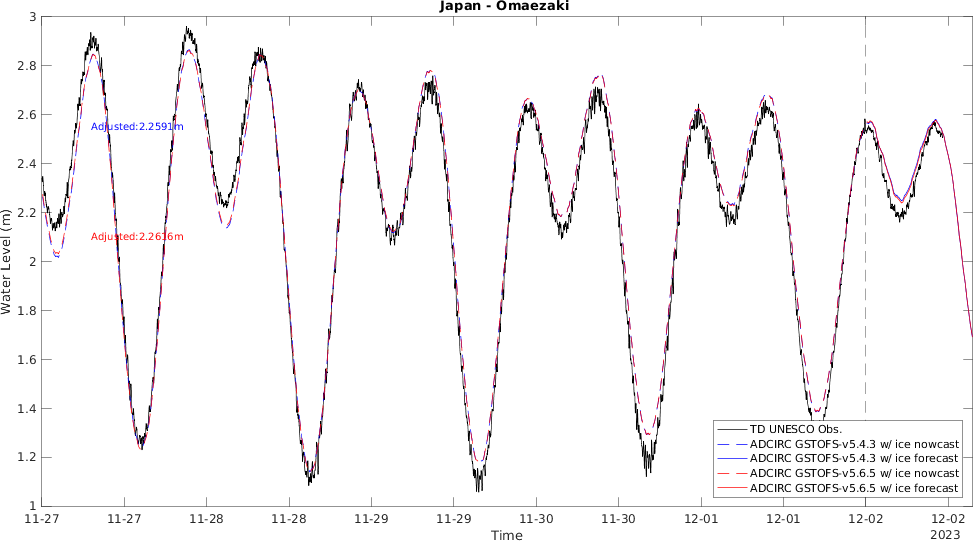 Japan - Omaezaki
3
2.8
2.6
2.4
2.2
2
1.8
1.6
1.4
1.2
1
Water Level (m)
Adjusted:2.2591m
Adjusted:2.2616m
TD UNESCO Obs.
ADCIRC GSTOFS-v5.4.3 w/ ice nowcast
ADCIRC GSTOFS-v5.4.3 w/ ice forecast
ADCIRC GSTOFS-v5.6.5 w/ ice nowcast
ADCIRC GSTOFS-v5.6.5 w/ ice forecast
11-27 11-27 11-28 11-28 11-29 11-29 11-30 11-30 12-01 12-01 12-02 12-02
2023
Time